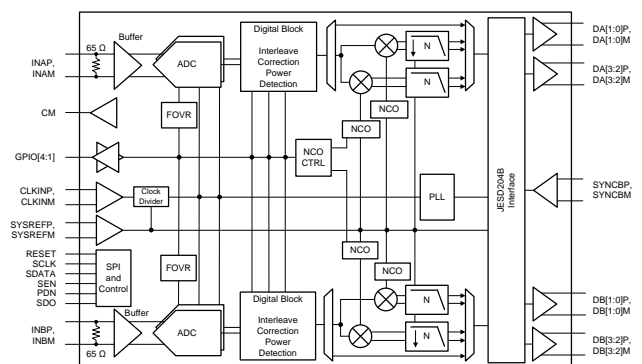 Buffer
65 Ω
INAP,
INAM
ADC
Digital Block
Interleave
Correction
Power
Detection
N
N
DA[1:0]P,
DA[1:0]M
DA[3:2]P,
DA[3:2]M
CM
FOVR
NCO
NCO
GPIO[4:1]
NCO
CTRL
CLKINP,
CLKINM
Clock
Divider
PLL
JESD204B
Interface
SYNCBP,
SYNCBM
SYSREFP,
SYSREFM
RESET
SCLK
SDATA
SEN
PDN
SDO
SPI
and
Control
FOVR
NCO
NCO
Buffer
INBP,
INBM
65 Ω
ADC
Digital Block
Interleave
Correction
Power
Detection
N
N
DB[1:0]P,
DB[1:0]M
DB[3:2]P,
DB[3:2]M